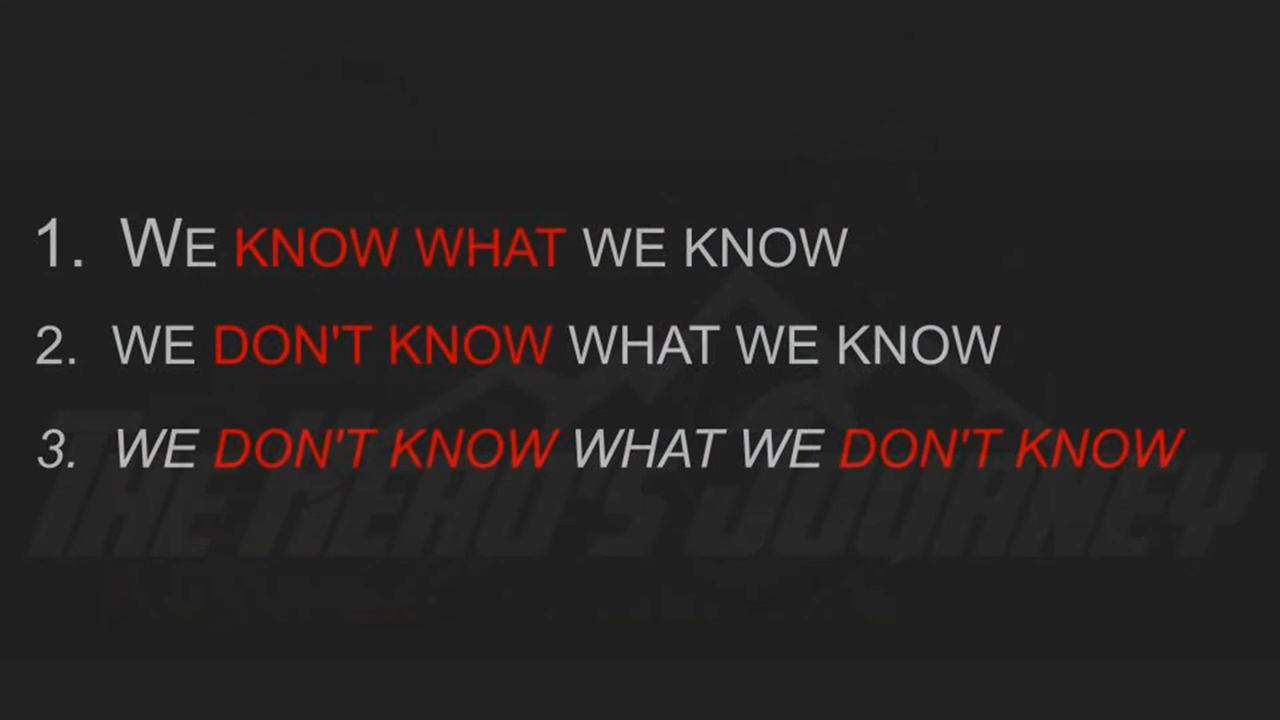 1. WE KNOW WHAT WE KNOW
2. WE DON'T KNOW WHAT WE KNOW
3. WE DON'T KNOW WHAT WE DON'T KNOW
THE HERO'S JOURNEY